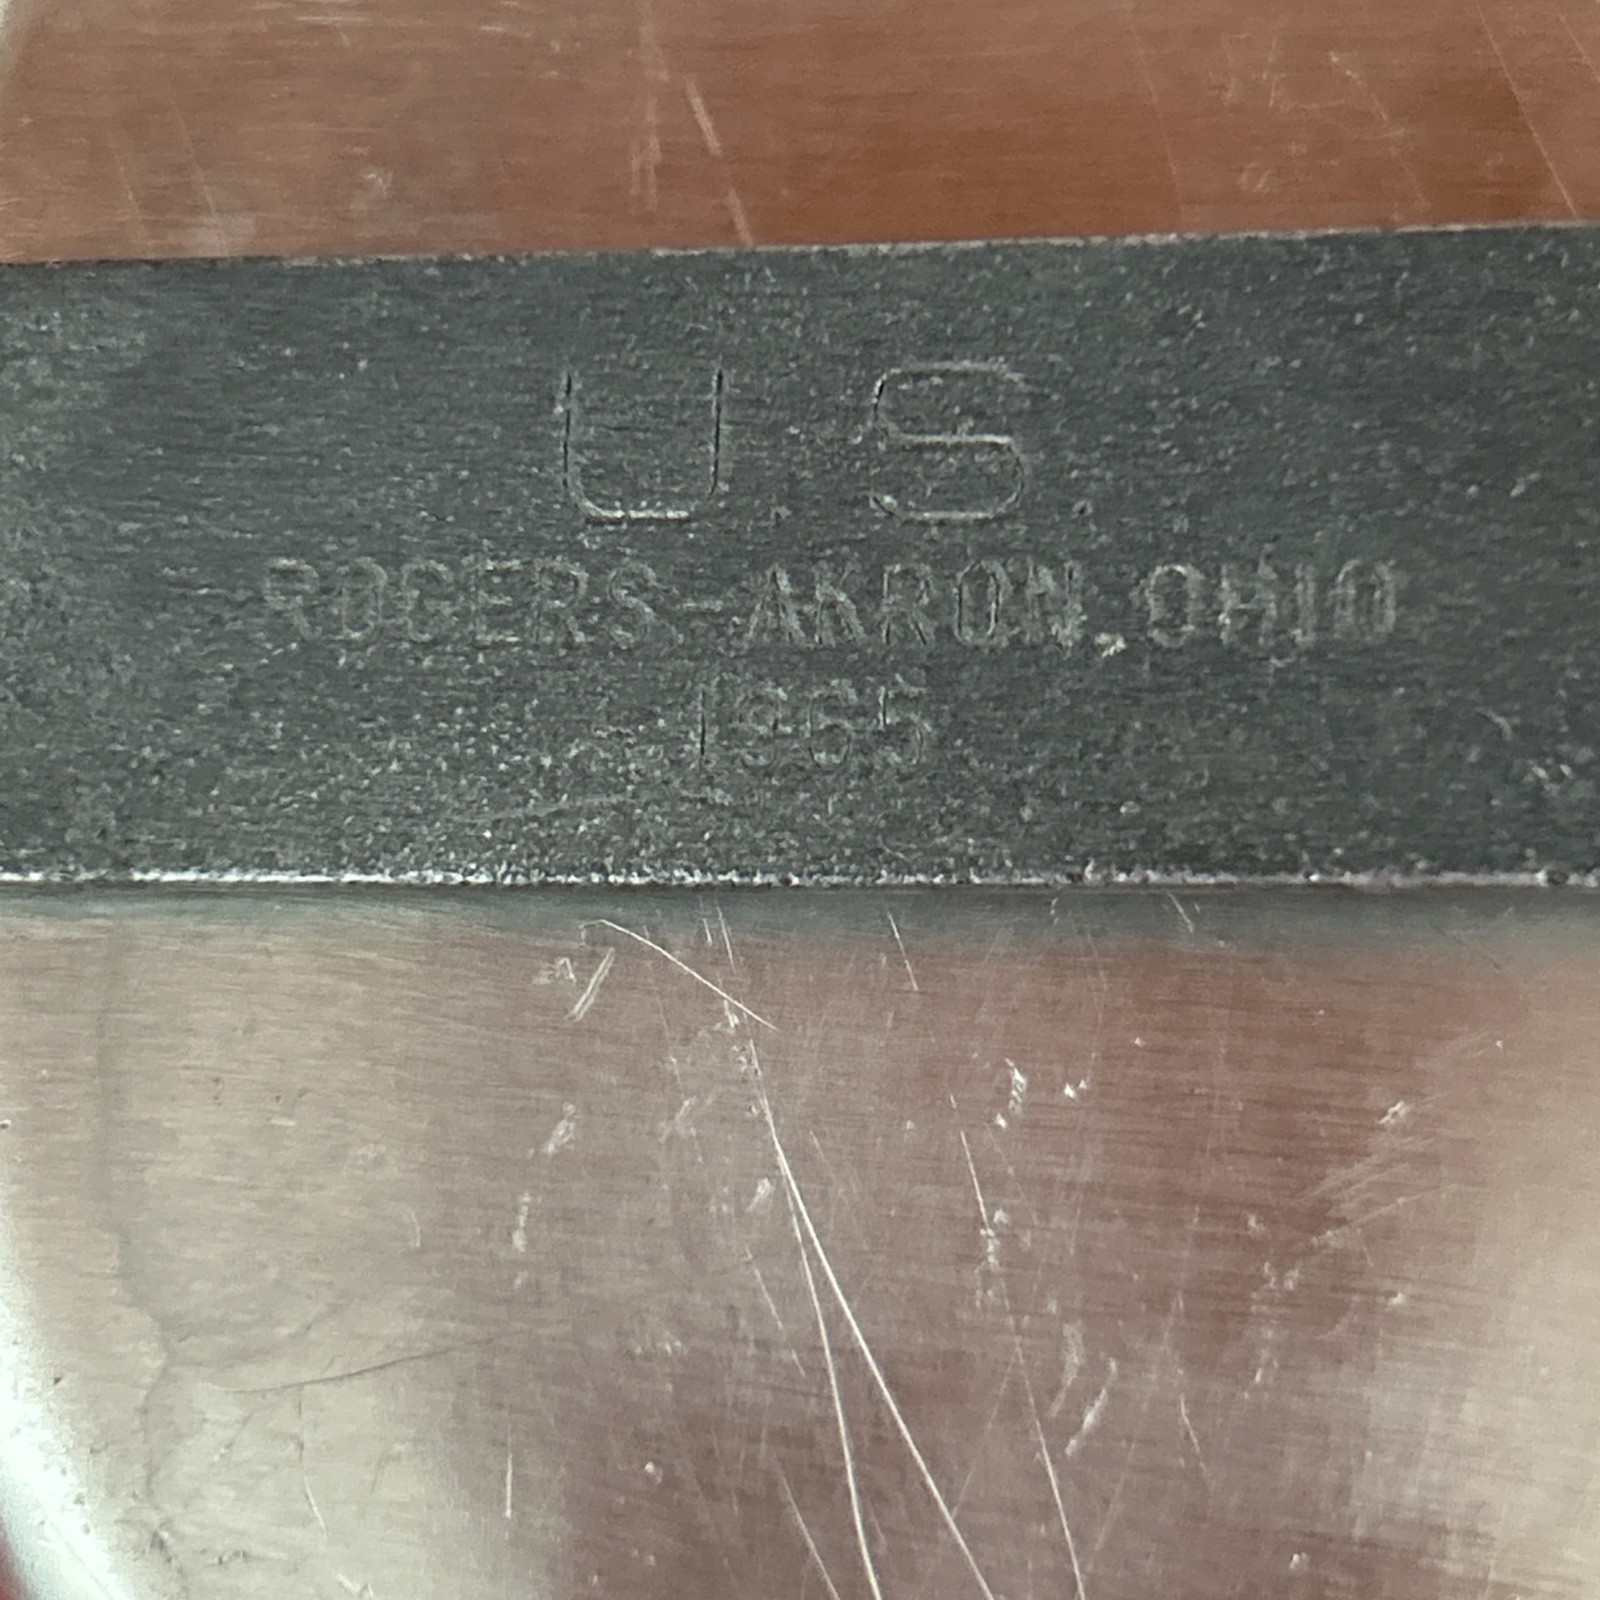 U.S.
ROGERS-AKRON, OHIO
1965